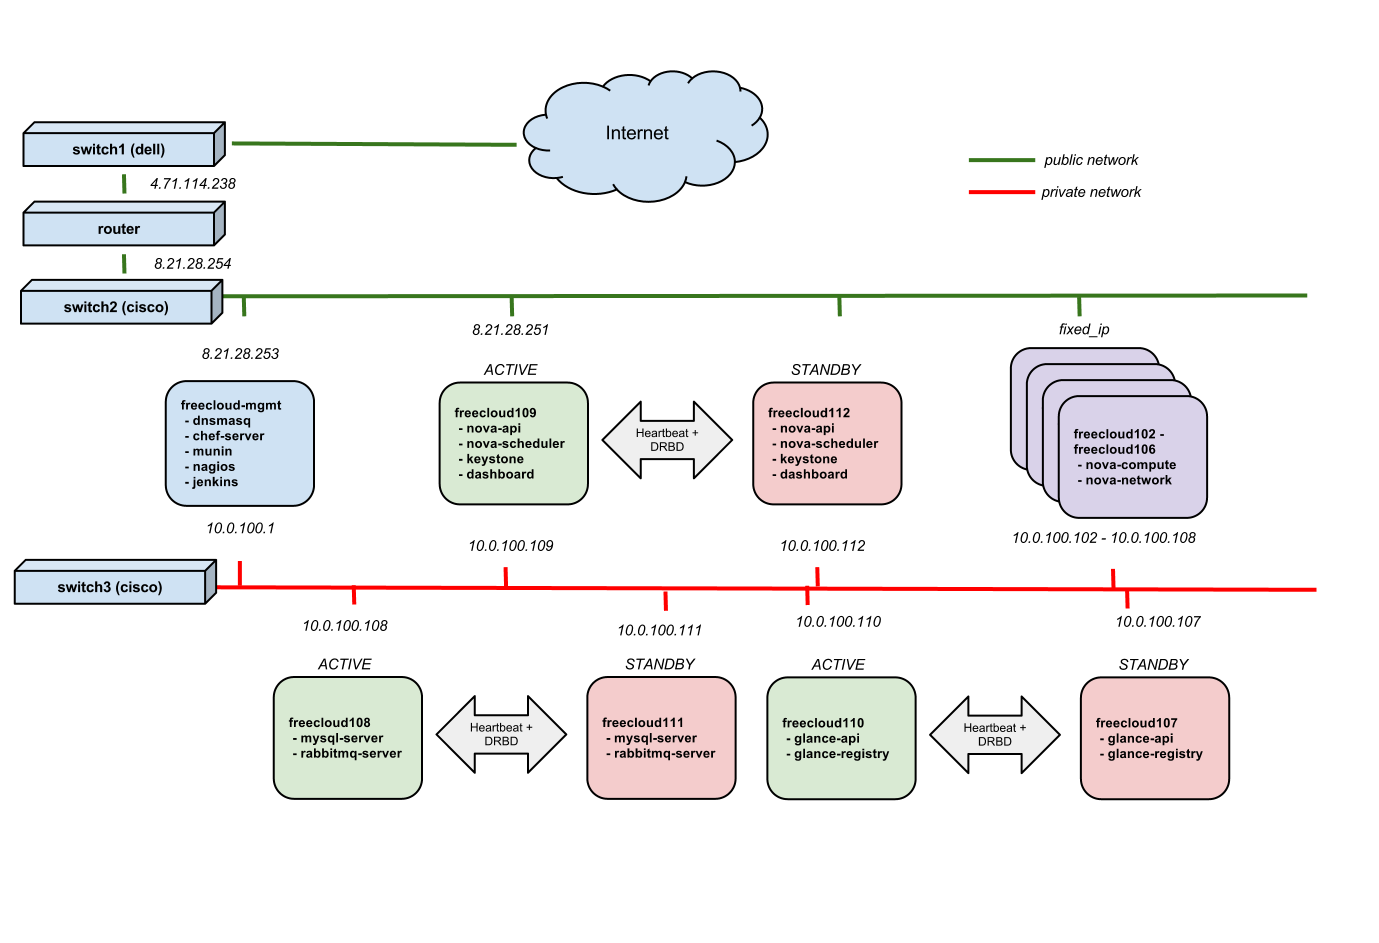 Internet
switch1 (dell)
public network
4.71.114.238
private network
router
8.21.28.254
switch2 (cisco)
8.21.28.253
8.21.28.251
fixed_ip
ACTIVE
STANDBY
freecloud-mgmt
- dnsmasq
- chef-server
- munin
- nagios
- jenkins
freecloud109
- nova-api
- nova-scheduler
- keystone
- dashboard
Heartbeat +
DRBD
freecloud112
- nova-api
- nova-scheduler
- keystone
- dashboard
freecloud102 -
freecloud106
- nova-compute
- nova-network
10.0.100.1
10.0.100.109
10.0.100.112
10.0.100.102 - 10.0.100.108
switch3 (cisco)
10.0.100.108
10.0.100.111
10.0.100.110
10.0.100.107
ACTIVE
STANDBY
ACTIVE
STANDBY
freecloud108
- mysql-server
- rabbitmq-server
Heartbeat +
DRBD
freecloud111
- mysql-server
- rabbitmq-server
freecloud110
- glance-api
- glance-registry
Heartbeat +
DRBD
freecloud107
- glance-api
- glance-registry